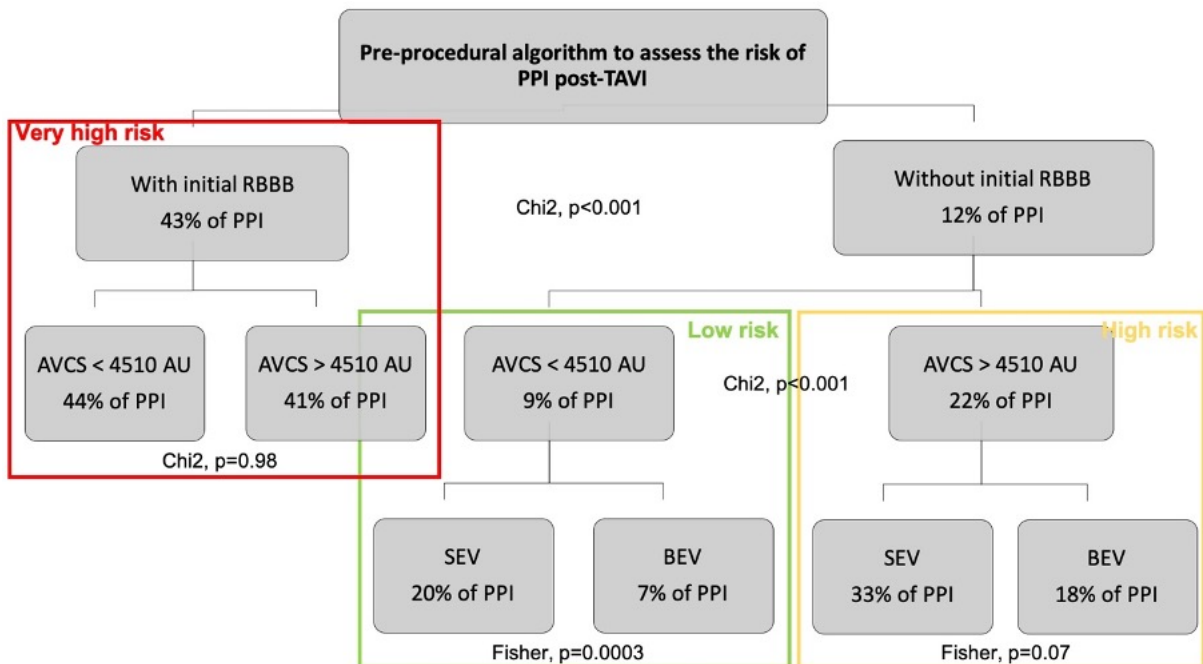 Pre-procedural algorithm to assess the risk of
PPI post-TAVI
Very high risk
With initial RBBB
43% of PPI
Chi2, p<0.001
Without initial RBBB
12% of PPI
AVCS < 4510 AU
44% of PPI
AVCS > 4510 AU
41% of PPI
Chi2, p=0.98
Low risk
AVCS < 4510 AU
9% of PPI
Chi2, p<0.001
High risk
AVCS > 4510 AU
22% of PPI
SEV
20% of PPI
BEV
7% of PPI
Fisher, p=0.0003
SEV
33% of PPI
BEV
18% of PPI
Fisher, p=0.07